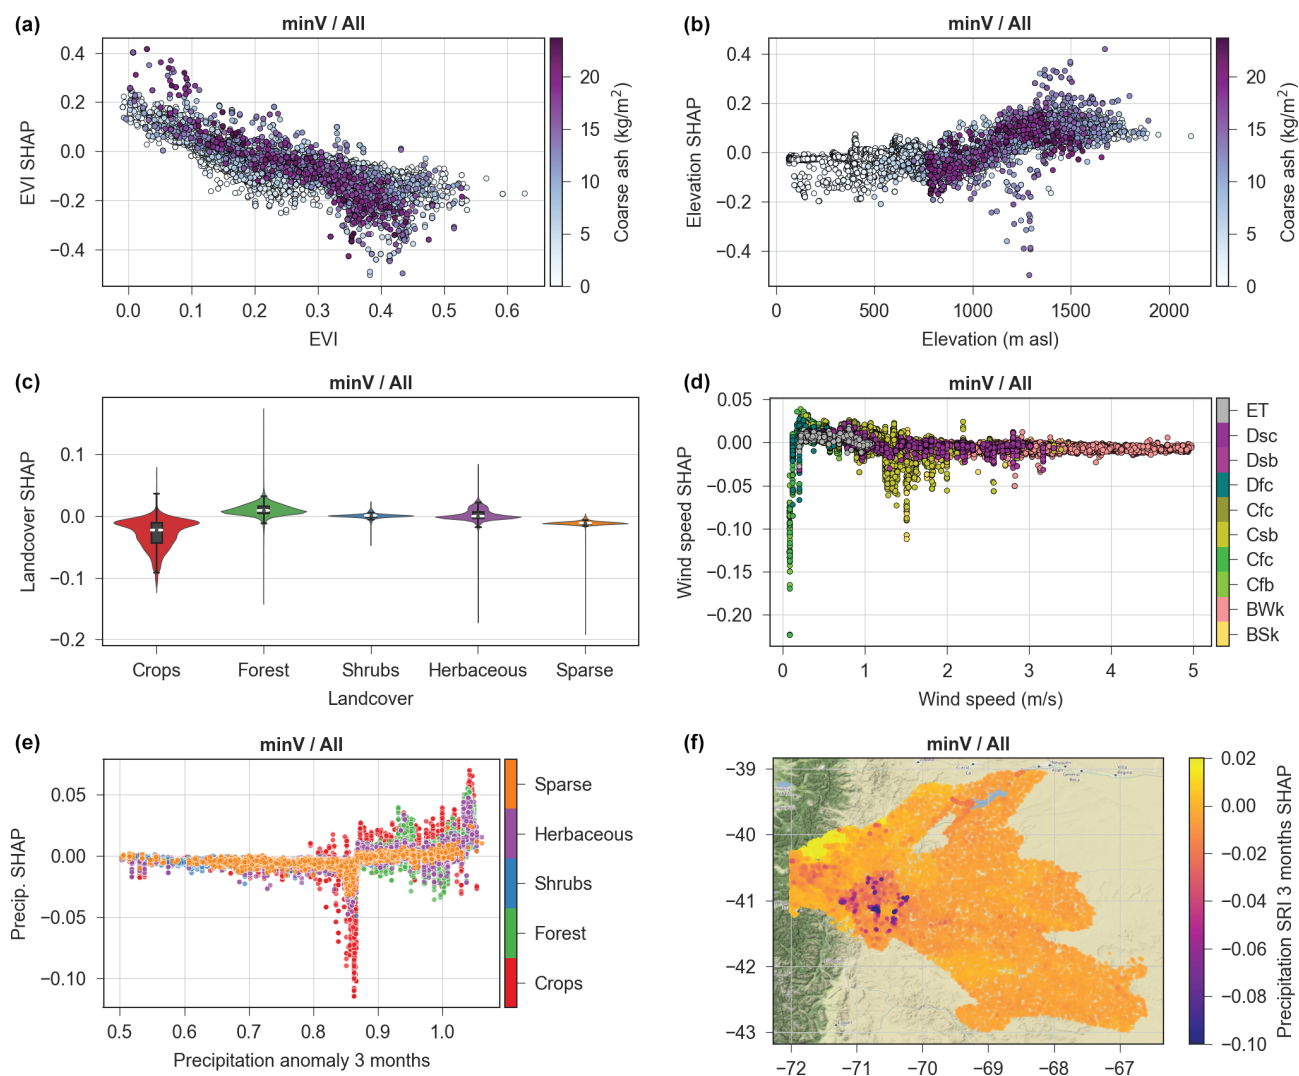 (a)
minV / All
0.4
0.2
0.0
−0.2
−0.4
EVI SHAP
0.0 0.1 0.2 0.3 0.4 0.5 0.6
EVI
20
15
10
5
0
Coarse ash (kg/m²)
(b)
minV / All
0.4
0.2
0.0
−0.2
−0.4
Elevation SHAP
0 500 1000 1500 2000
Elevation (m asl)
20
15
10
5
0
Coarse ash (kg/m²)
(c)
minV / All
0.1
0.0
−0.1
−0.2
Landcover SHAP
Crops Forest Shrubs Herbaceous Sparse
Landcover
(d)
minV / All
0.05
0.00
−0.05
−0.10
−0.15
−0.20
Wind speed SHAP
0 1 2 3 4 5
Wind speed (m/s)
ET
Dsc
Dsb
Dfc
Cfc
Csb
Cfc
Cfb
BWk
BSk
(e)
minV / All
0.05
0.00
−0.05
−0.10
Precip. SHAP
0.5 0.6 0.7 0.8 0.9 1.0
Precipitation anomaly 3 months
Sparse
Herbaceous
Shrubs
Forest
Crops
(f)
minV / All
−39
−40
−41
−42
−43
−72 −71 −70 −69 −68 −67
0.02
0.00
−0.02
−0.04
−0.06
−0.08
−0.10
Precipitation SRI 3 months SHAP